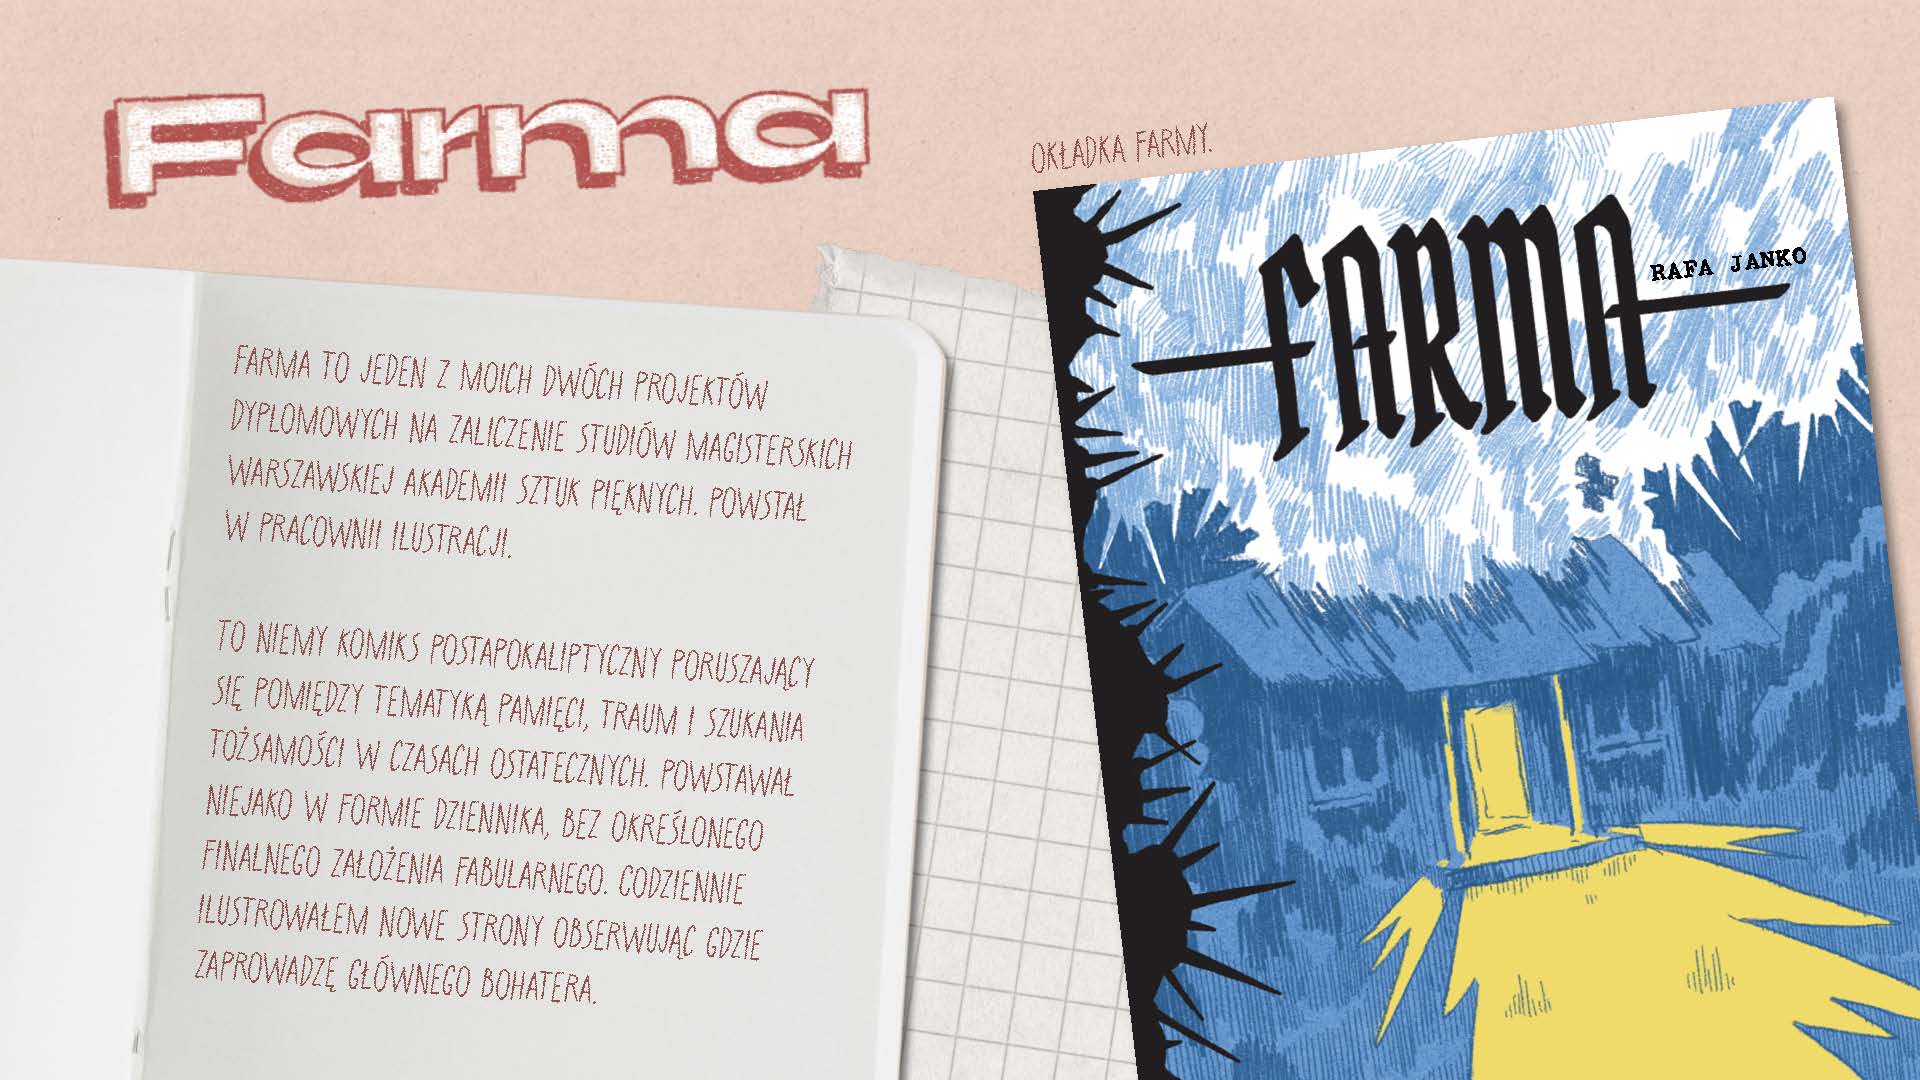 Farma
OKŁADKA FARMY.
FARMA
RAFA JANKO
FARMA TO JEDEN Z MOICH DWÓCH PROJEKTÓW
DYPLOMOWYCH NA ZALICZENIE STUDIÓW MAGISTERSKICH
WARSZAWSKIEJ AKADEMII SZTUK PIĘKNYCH. POWSTAŁ
W PRACOWNII ILUSTRACJI.
TO NIEMY KOMIKS POSTAPOKALIPTYCZNY PORUSZAJĄCY
SIĘ POMIĘDZY TEMATYKĄ PAMIĘCI, TRAUM I SZUKANIA
TOŻSAMOŚCI W CZASACH OSTATECZNYCH. POWSTAWAŁ
NIEJAKO W FORMIE DZIENNIKA, BEZ OKREŚLONEGO
FINALNEGO ZAŁOŻENIA FABULARNEGO. CODZIENNIE
ILUSTROWAŁEM NOWE STRONY OBSERWUJĄC GDZIE
ZAPROWADZĘ GŁÓWNEGO BOHATERA.